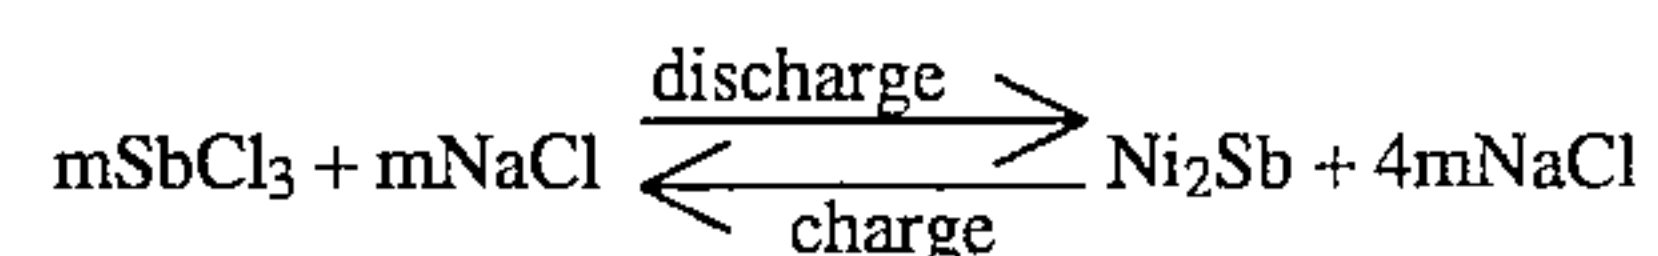 discharge
mSbCl₃ + mNaCl ⇄ Ni₂Sb + 4mNaCl
charge